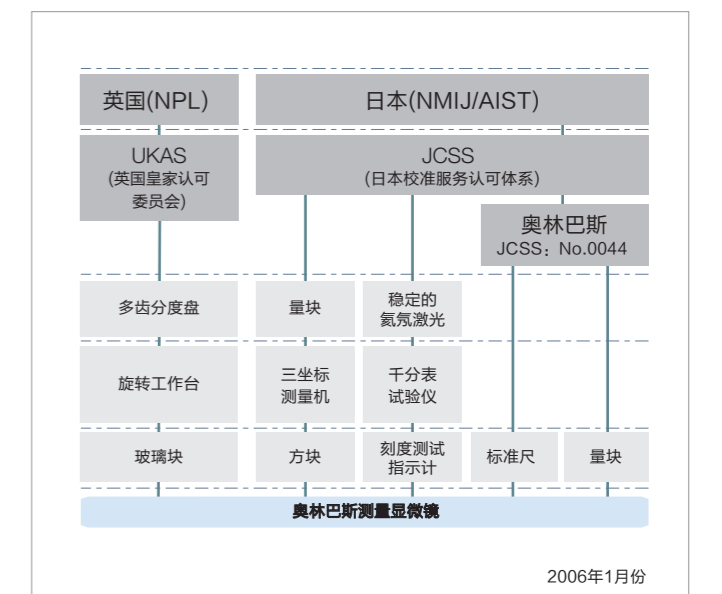 英国(NPL)
日本(NMIJ/AIST)
UKAS
(英国皇家认可
委员会)
JCSS
(日本校准服务认可体系)
奥林巴斯
JCSS：No.0044
多齿分度盘
量块
稳定的
氦氖激光
旋转工作台
三坐标
测量机
千分表
试验仪
玻璃块
方块
刻度测试
指示计
标准尺
量块
奥林巴斯测量显微镜
2006年1月份